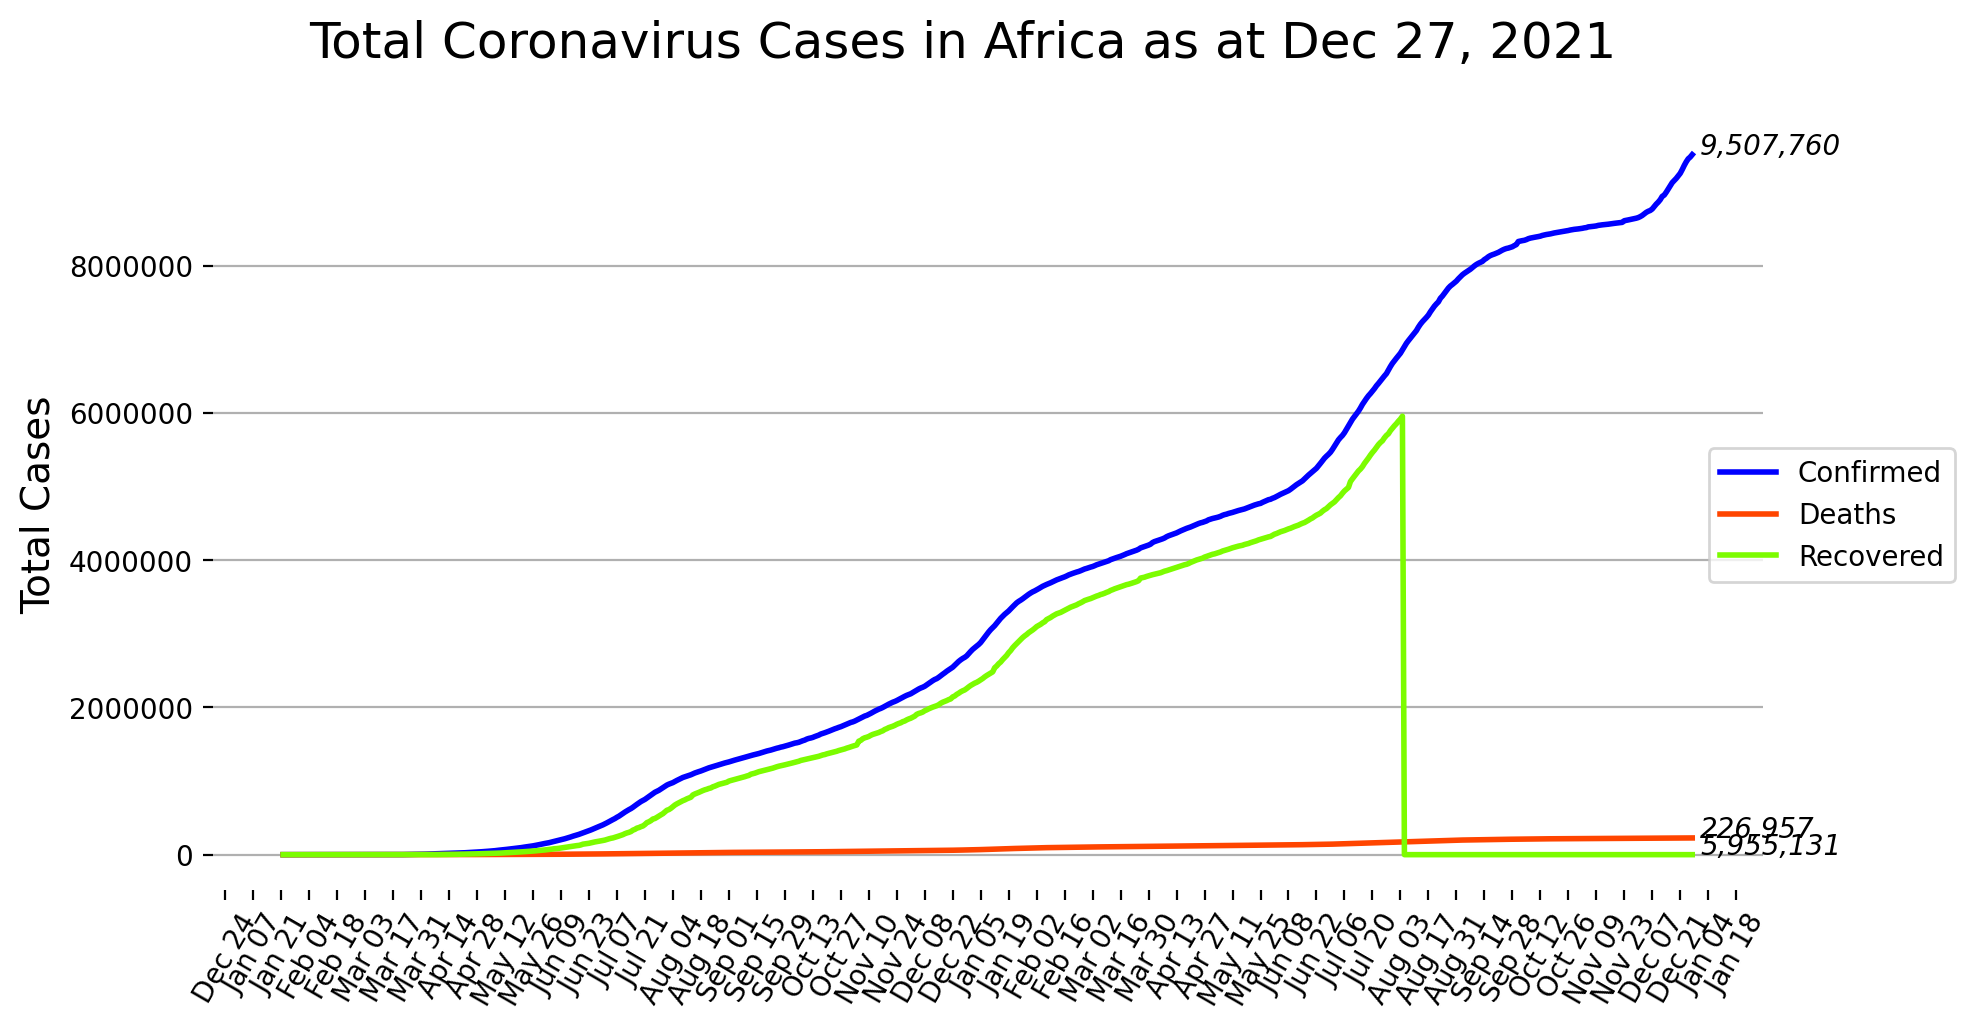 Total Coronavirus Cases in Africa as at Dec 27, 2021
Total Cases
9,507,760
8000000
6000000
4000000
2000000
0
Confirmed
Deaths
Recovered
226,957
5,955,131
Dec 24
Jan 07
Jan 21
Feb 04
Feb 18
Mar 03
Mar 17
Mar 31
Apr 14
Apr 28
May 12
May 26
Jun 09
Jun 23
Jul 07
Jul 21
Aug 04
Aug 18
Sep 01
Sep 15
Sep 29
Oct 13
Oct 27
Nov 10
Nov 24
Dec 08
Dec 22
Jan 05
Jan 19
Feb 02
Feb 16
Mar 02
Mar 16
Mar 30
Apr 13
Apr 27
May 11
May 25
Jun 08
Jun 22
Jul 06
Jul 20
Aug 03
Aug 17
Aug 31
Sep 14
Sep 28
Oct 12
Oct 26
Nov 09
Nov 23
Dec 07
Dec 21
Jan 04
Jan 18